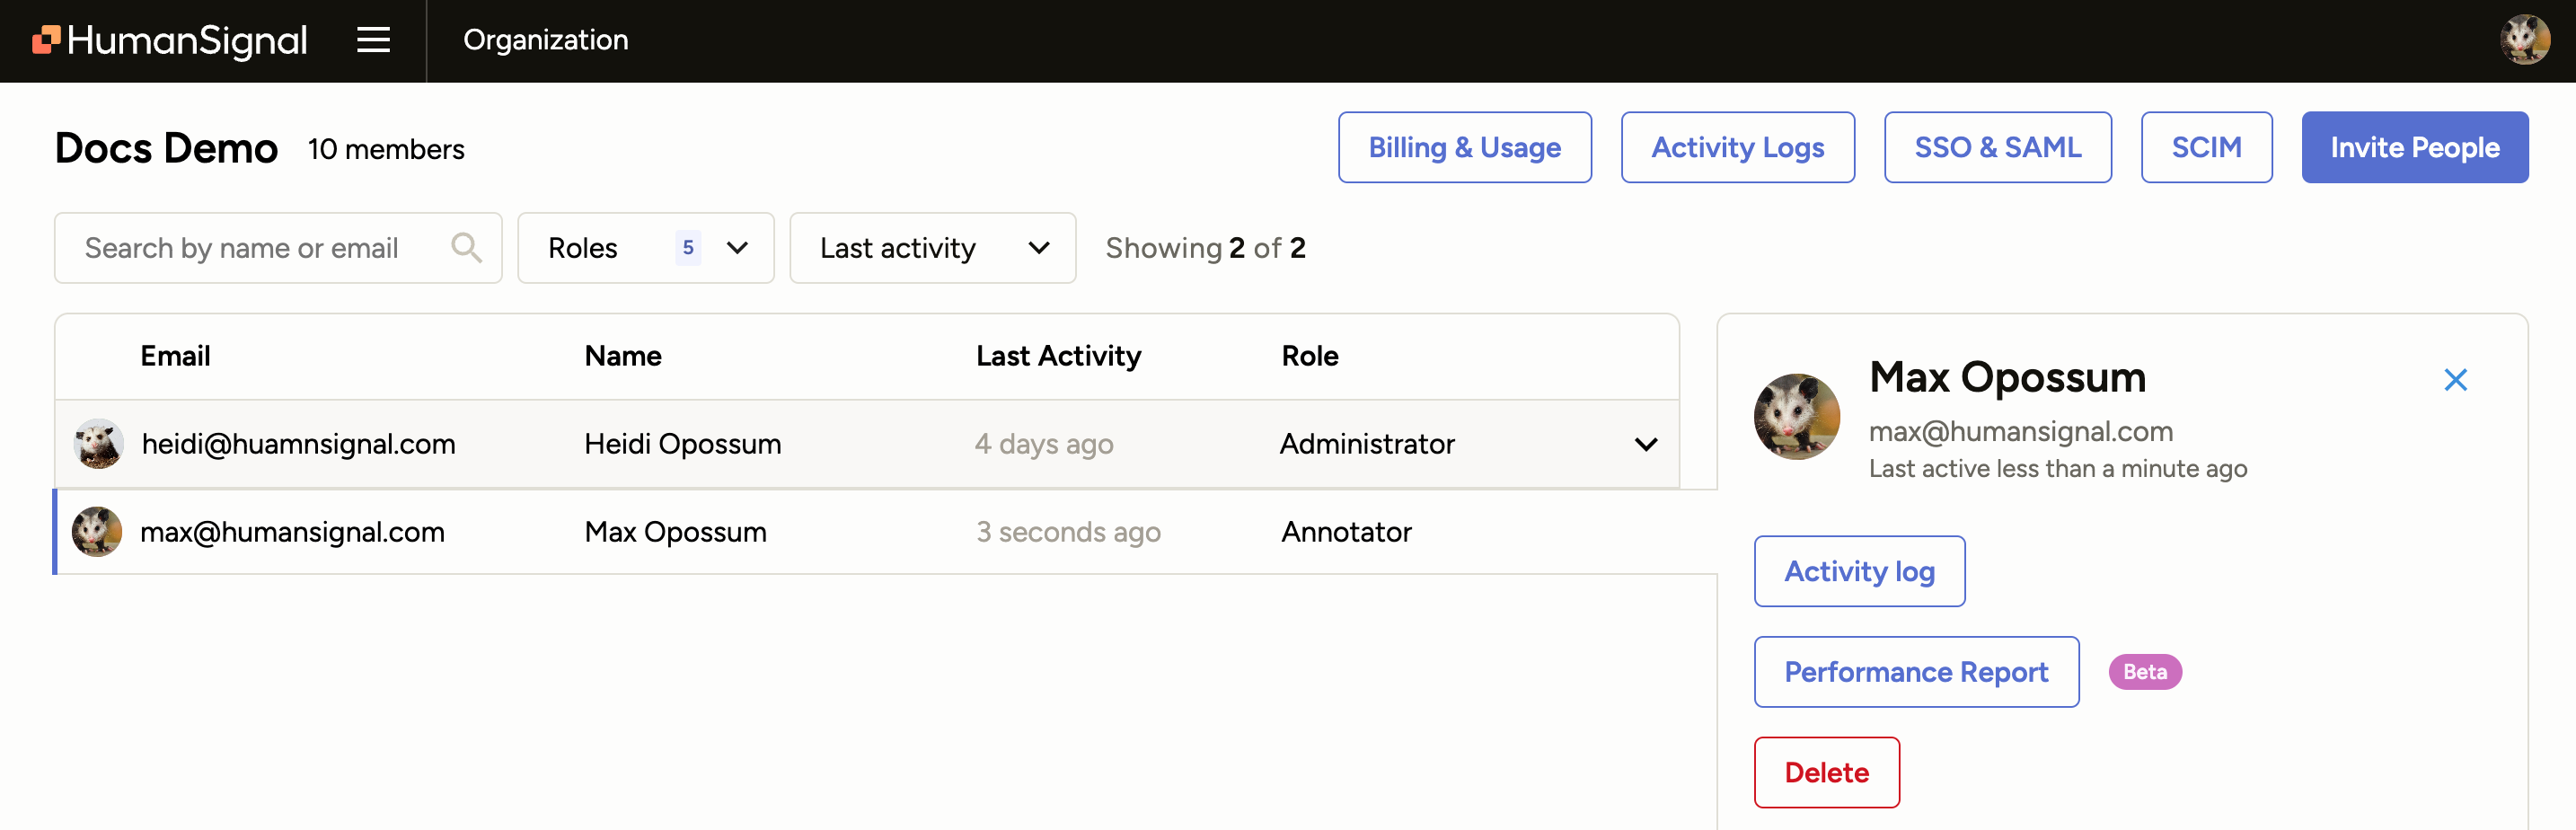 HumanSignal Organization
Docs Demo 10 members Billing & Usage Activity Logs SSO & SAML SCIM Invite People
Search by name or email Roles 5 Last activity Showing 2 of 2
Email Name Last Activity Role
heidi@huamnsignal.com Heidi Opossum 4 days ago Administrator
max@humansignal.com Max Opossum 3 seconds ago Annotator
Max Opossum
max@humansignal.com
Last active less than a minute ago
Activity log
Performance Report Beta
Delete